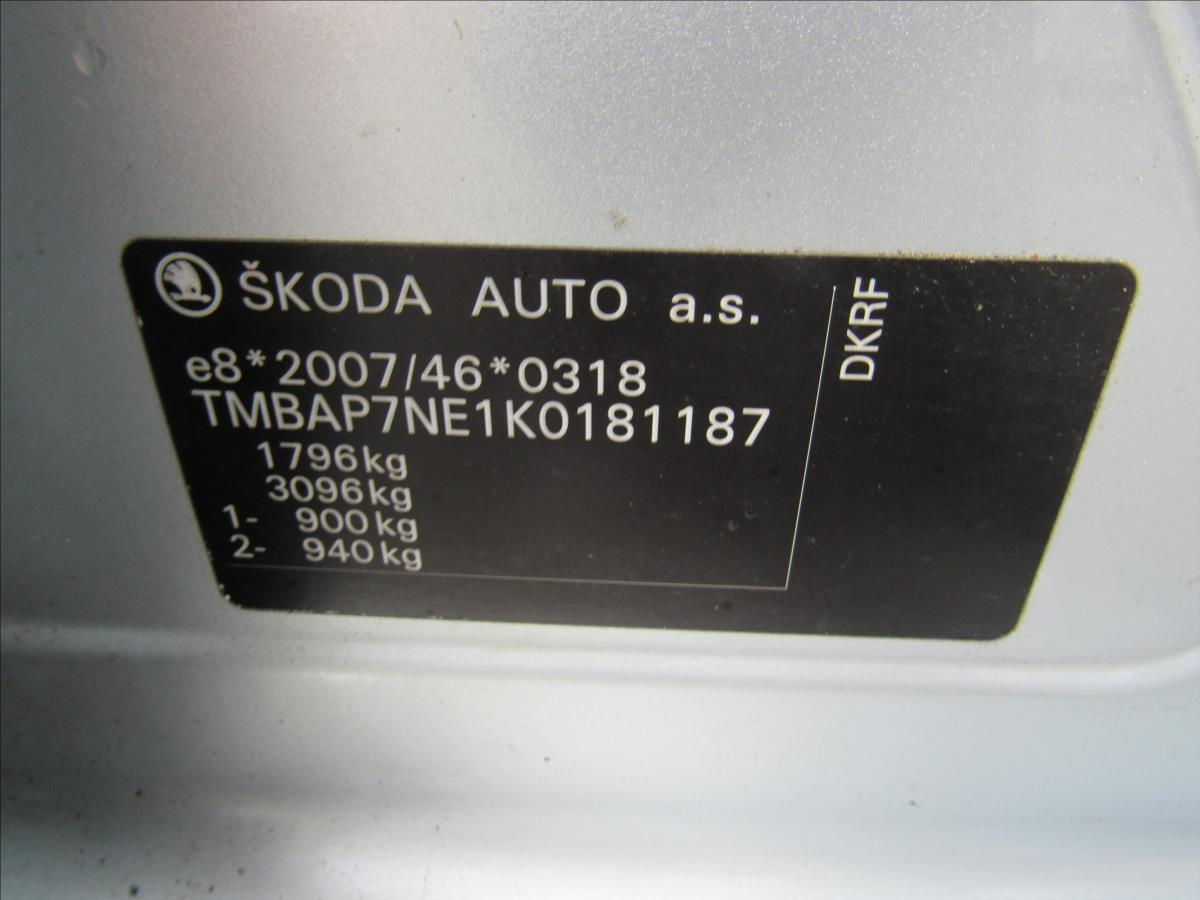 ŠKODA AUTO a.s.
e8*2007/46*0318
TMBAP7NE1K0181187
1796kg
3096kg
1- 900kg
2- 940kg
DKRF